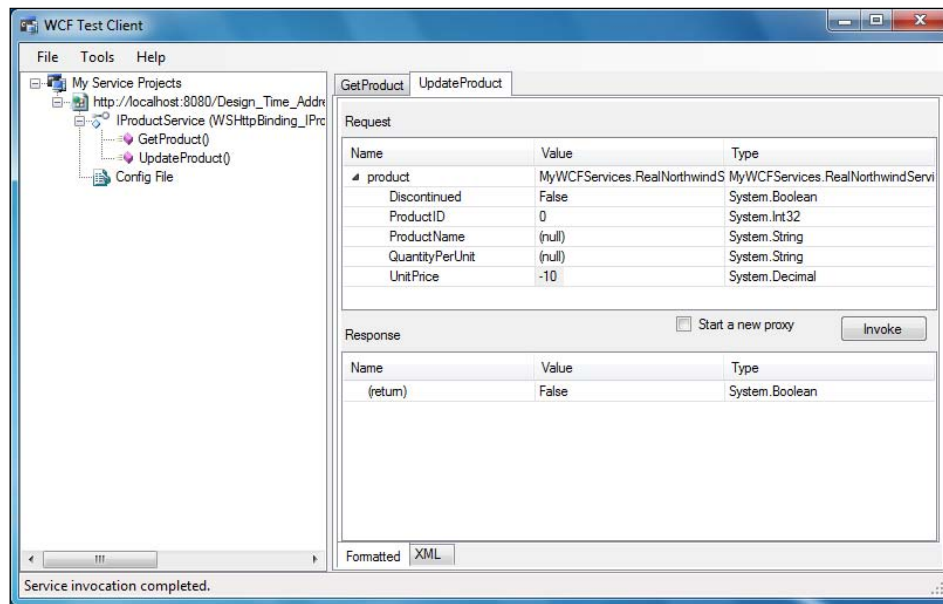 WCF Test Client
File Tools Help
My Service Projects
http://localhost:8080/Design_Time_Addre
IProductService (WSHttpBinding_IPro
GetProduct()
UpdateProduct()
Config File
GetProduct UpdateProduct
Request
Name Value Type
product MyWCFServices.RealNorthwindS MyWCFServices.RealNorthwindServi
Discontinued False System.Boolean
ProductID 0 System.Int32
ProductName (null) System.String
QuantityPerUnit (null) System.String
UnitPrice -10 System.Decimal
Start a new proxy Invoke
Response
Name Value Type
(return) False System.Boolean
Formatted XML
Service invocation completed.